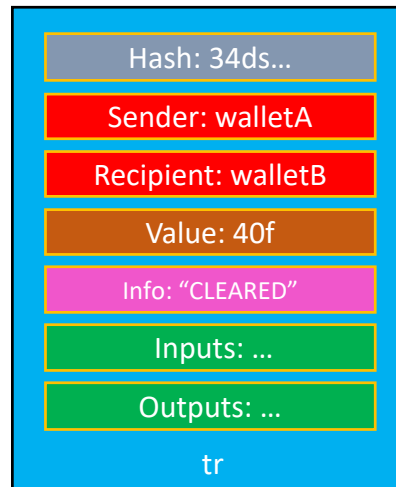 Hash: 34ds...
Sender: walletA
Recipient: walletB
Value: 40f
Info: “CLEARED”
Inputs: ...
Outputs: ...
tr